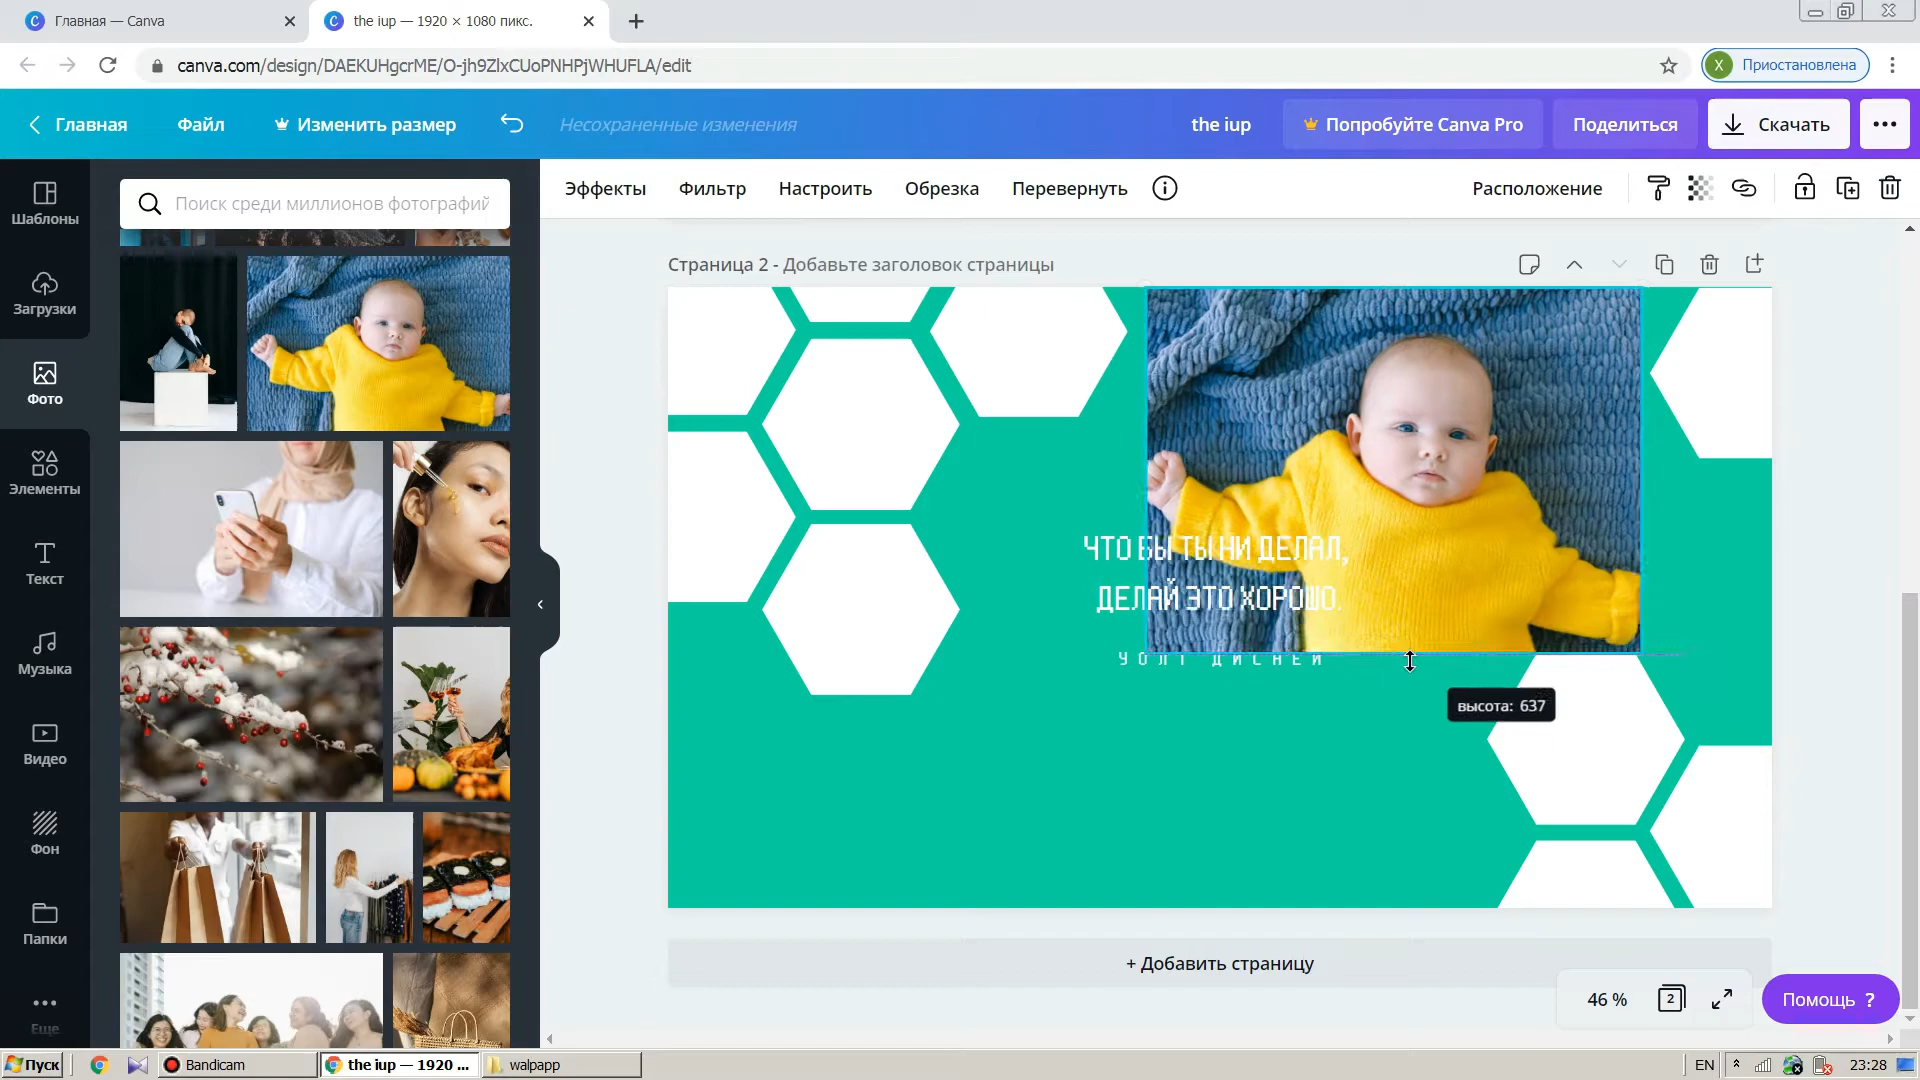 Главная — Canva
the iup — 1920 × 1080 пикс.
canva.com/design/DAEKUHgcrME/O-jh9ZlxCUoPNHPjWHUFLA/edit
X
Приостановлена
Главная
Файл
Изменить размер
Несохраненные изменения
the iup
Попробуйте Canva Pro
Поделиться
Скачать
Шаблоны
Загрузки
Фото
Элементы
Текст
Музыка
Видео
Фон
Папки
Еще
Поиск среди миллионов фотографий
Эффекты
Фильтр
Настроить
Обрезка
Перевернуть
Расположение
Страница 2 - Добавьте заголовок страницы
ЧТО БЫ ТЫ НИ ДЕЛАЛ,
ДЕЛАЙ ЭТО ХОРОШО.
УОЛТ ДИСНЕЙ
высота: 637
+ Добавить страницу
46 %
2
Помощь ?
Пуск
Bandicam
the iup — 1920 ...
walpapp
EN
23:28